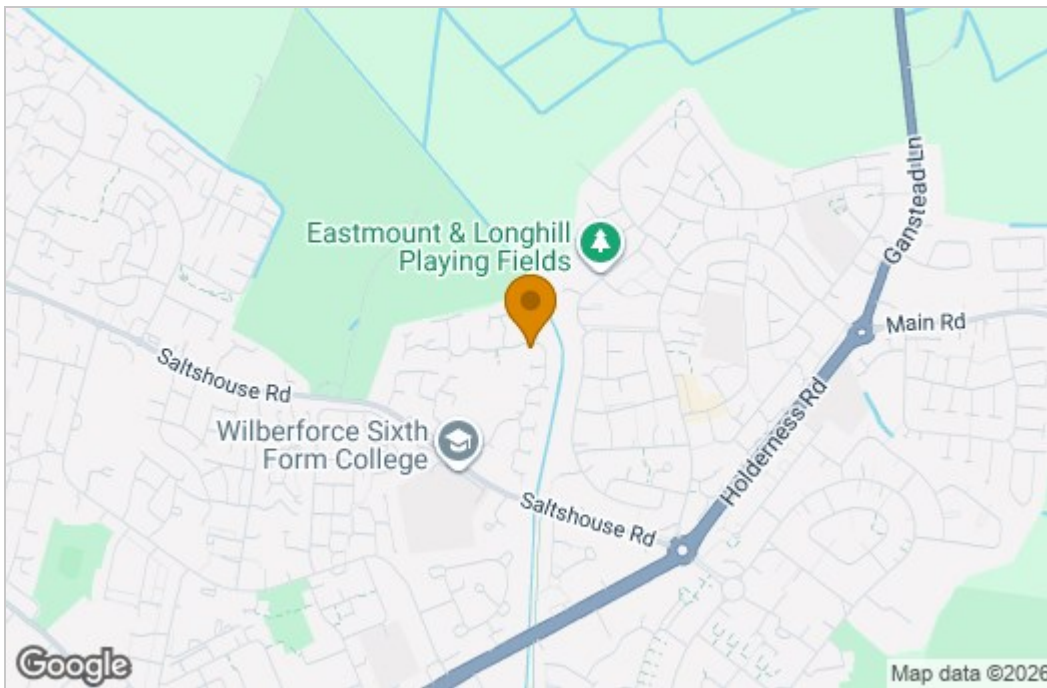 Ganstead Ln
Eastmount & Longhill
Playing Fields
Main Rd
Saltshouse Rd
Holderness Rd
Wilberforce Sixth
Form College
Saltshouse Rd
Google
Map data ©2026